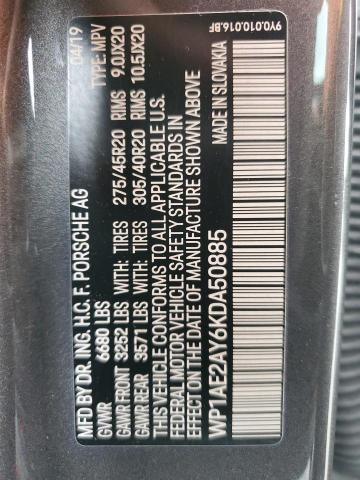 MFD BY DR. ING. H.C. F. PORSCHE AG 04/19
GVWR 6680 LBS TYPE: MPV
GAWR FRONT 3252 LBS WITH: TIRES 275/45R20 RIMS 9.0JX20
GAWR REAR 3571 LBS WITH: TIRES 305/40R20 RIMS 10.5JX20
THIS VEHICLE CONFORMS TO ALL APPLICABLE U.S.
FEDERAL MOTOR VEHICLE SAFETY STANDARDS IN
EFFECT ON THE DATE OF MANUFACTURE SHOWN ABOVE.
WP1AE2AY6KDA50885 MADE IN SLOVAKIA
9Y0.010.016.BF